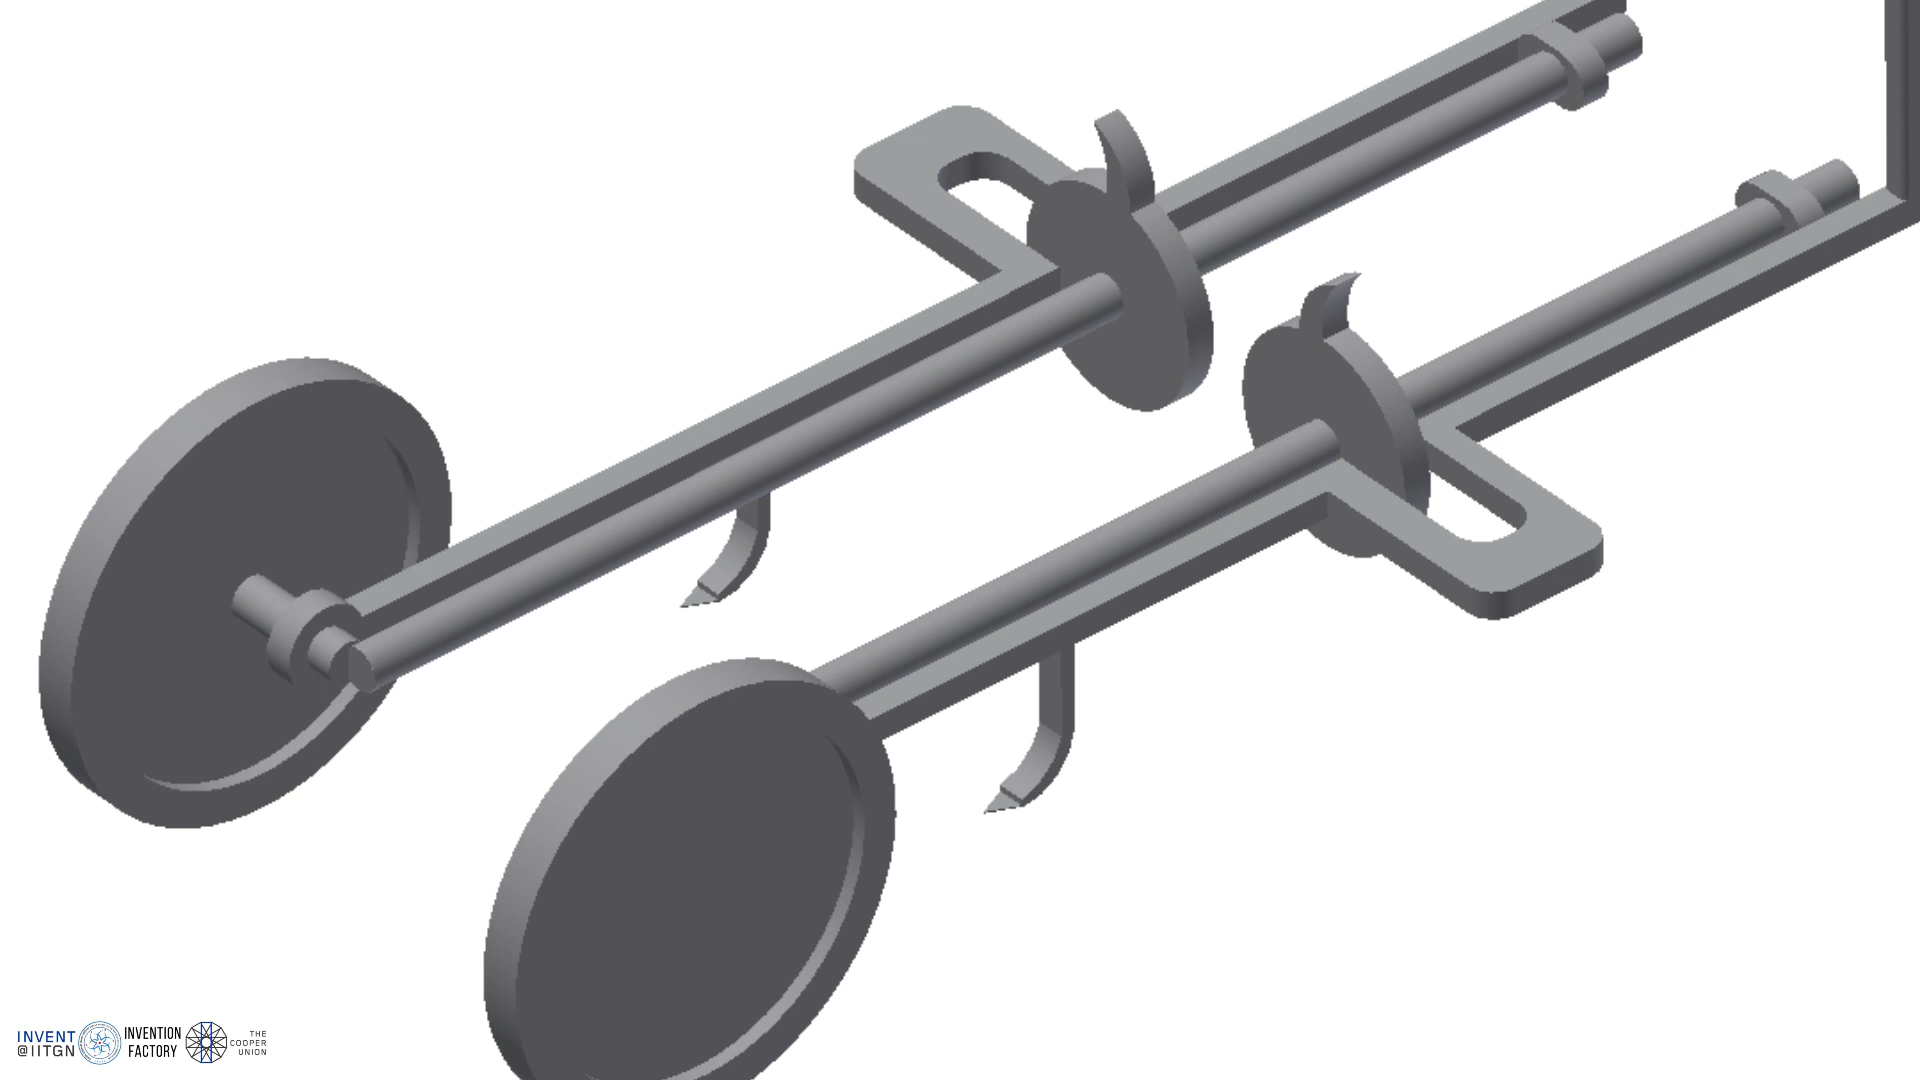 INVENT
@IITGN
INVENTION
FACTORY
THE
COOPER
UNION